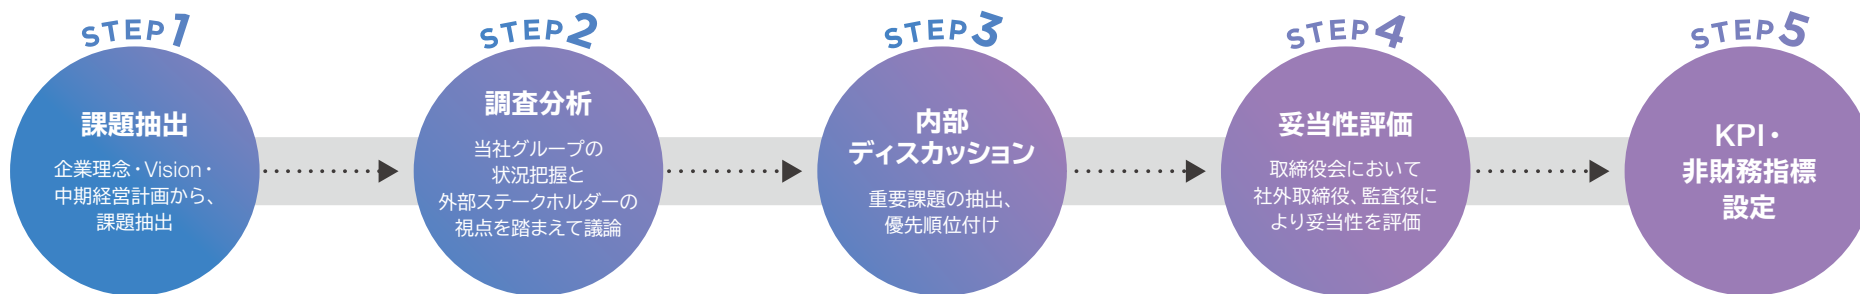 STEP1
課題抽出
企業理念・Vision・
中期経営計画から、
課題抽出
STEP2
調査分析
当社グループの
状況把握と
外部ステークホルダーの
視点を踏まえて議論
STEP3
内部
ディスカッション
重要課題の抽出、
優先順位付け
STEP4
妥当性評価
取締役会において
社外取締役、監査役に
より妥当性を評価
STEP5
KPI・
非財務指標
設定